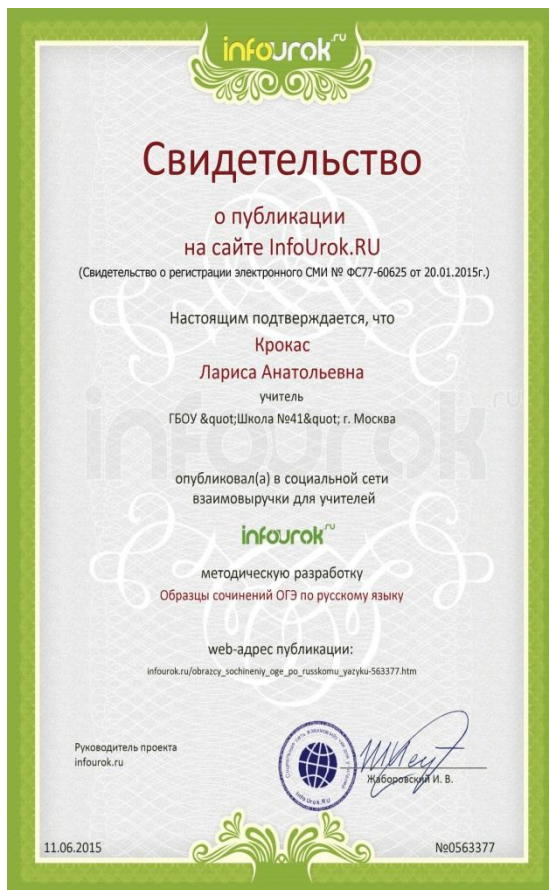 infourok.ru
Свидетельство
о публикации
на сайте InfoUrok.RU
(Свидетельство о регистрации электронного СМИ № ФС77-60625 от 20.01.2015г.)
Настоящим подтверждается, что
Крокас
Лариса Анатольевна
учитель
ГБОУ &quot;Школа №41&quot; г. Москва
опубликовал(а) в социальной сети
взаимовыручки для учителей
infourok.ru
методическую разработку
Образцы сочинений ОГЭ по русскому языку
web-адрес публикации:
infourok.ru/obrazcy_sochineniy_oge_po_russkomu_yazyku-563377.htm
Руководитель проекта
infourok.ru
Жаборовский И. В.
11.06.2015
№0563377